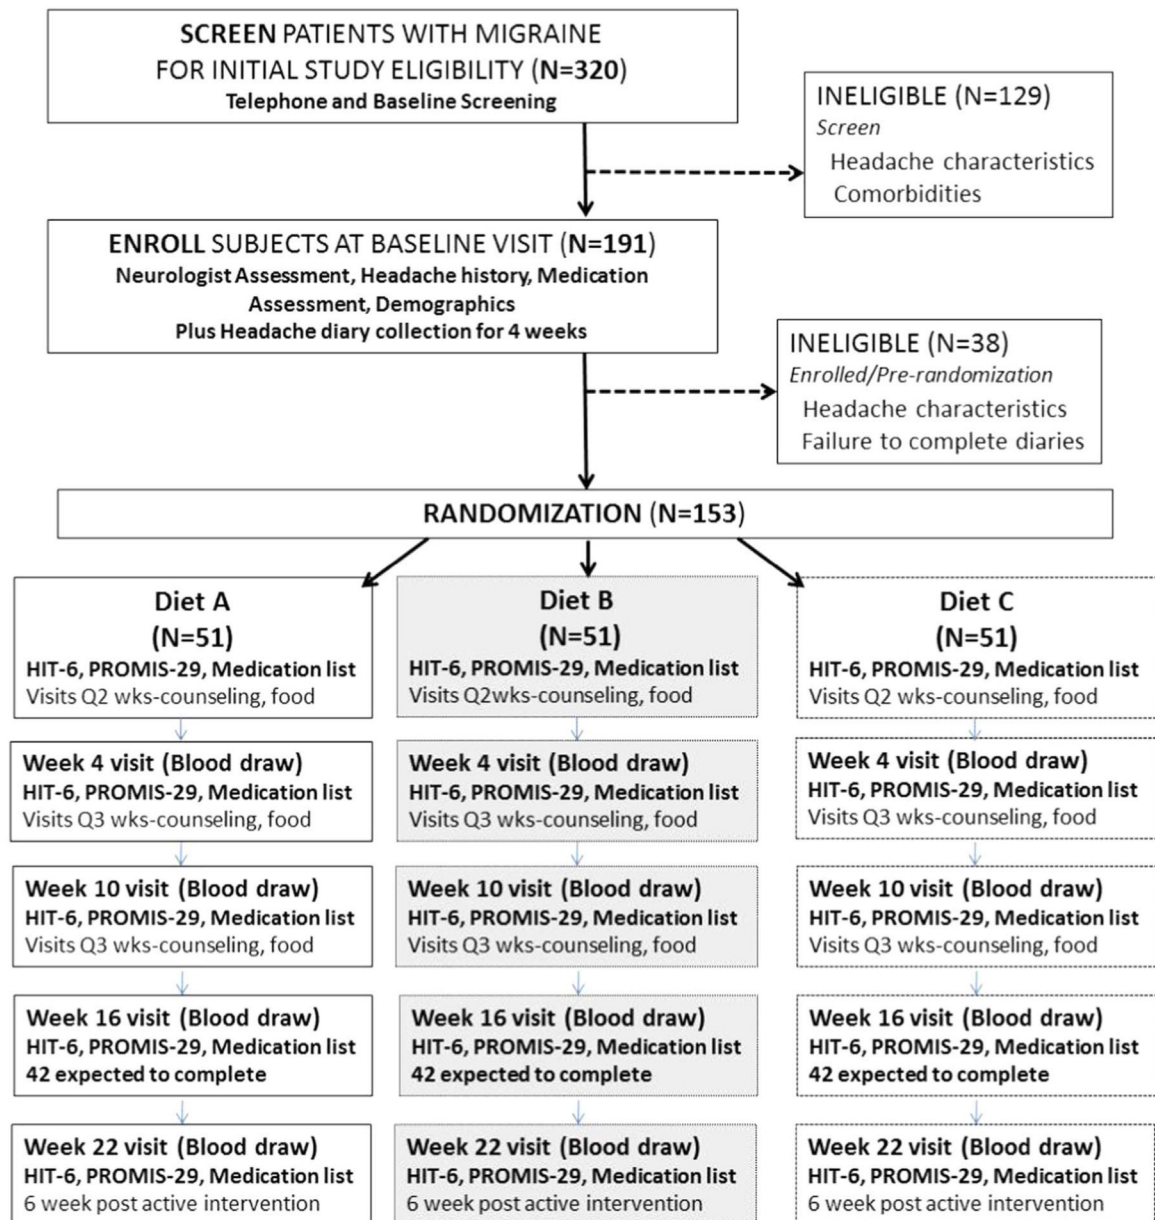 SCREEN PATIENTS WITH MIGRAINE
FOR INITIAL STUDY ELIGIBILITY (N=320)
Telephone and Baseline Screening
INELIGIBLE (N=129)
Screen
Headache characteristics
Comorbidities
ENROLL SUBJECTS AT BASELINE VISIT (N=191)
Neurologist Assessment, Headache history, Medication
Assessment, Demographics
Plus Headache diary collection for 4 weeks
INELIGIBLE (N=38)
Enrolled/Pre-randomization
Headache characteristics
Failure to complete diaries
RANDOMIZATION (N=153)
Diet A
(N=51)
HIT-6, PROMIS-29, Medication list
Visits Q2 wks-counseling, food
Week 4 visit (Blood draw)
HIT-6, PROMIS-29, Medication list
Visits Q3 wks-counseling, food
Week 10 visit (Blood draw)
HIT-6, PROMIS-29, Medication list
Visits Q3 wks-counseling, food
Week 16 visit (Blood draw)
HIT-6, PROMIS-29, Medication list
42 expected to complete
Week 22 visit (Blood draw)
HIT-6, PROMIS-29, Medication list
6 week post active intervention
Diet B
(N=51)
HIT-6, PROMIS-29, Medication list
Visits Q2wks-counseling, food
Week 4 visit (Blood draw)
HIT-6, PROMIS-29, Medication list
Visits Q3 wks-counseling, food
Week 10 visit (Blood draw)
HIT-6, PROMIS-29, Medication list
Visits Q3 wks-counseling, food
Week 16 visit (Blood draw)
HIT-6, PROMIS-29, Medication list
42 expected to complete
Week 22 visit (Blood draw)
HIT-6, PROMIS-29, Medication list
6 week post active intervention
Diet C
(N=51)
HIT-6, PROMIS-29, Medication list
Visits Q2 wks-counseling, food
Week 4 visit (Blood draw)
HIT-6, PROMIS-29, Medication list
Visits Q3 wks-counseling, food
Week 10 visit (Blood draw)
HIT-6, PROMIS-29, Medication list
Visits Q3 wks-counseling, food
Week 16 visit (Blood draw)
HIT-6, PROMIS-29, Medication list
42 expected to complete
Week 22 visit (Blood draw)
HIT-6, PROMIS-29, Medication list
6 week post active intervention